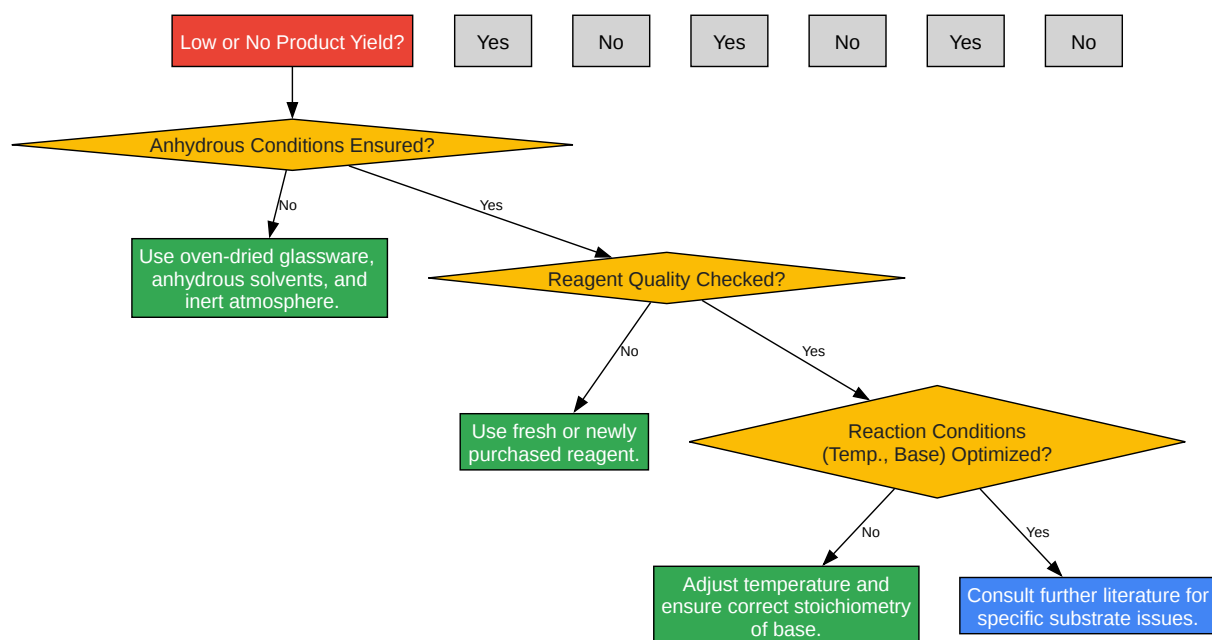 Low or No Product Yield?
Yes
No
Yes
No
Yes
No
Anhydrous Conditions Ensured?
No
Yes
Use oven-dried glassware,
anhydrous solvents, and
inert atmosphere.
Reagent Quality Checked?
No
Yes
Use fresh or newly
purchased reagent.
Reaction Conditions
(Temp., Base) Optimized?
No
Yes
Adjust temperature and
ensure correct stoichiometry
of base.
Consult further literature for
specific substrate issues.